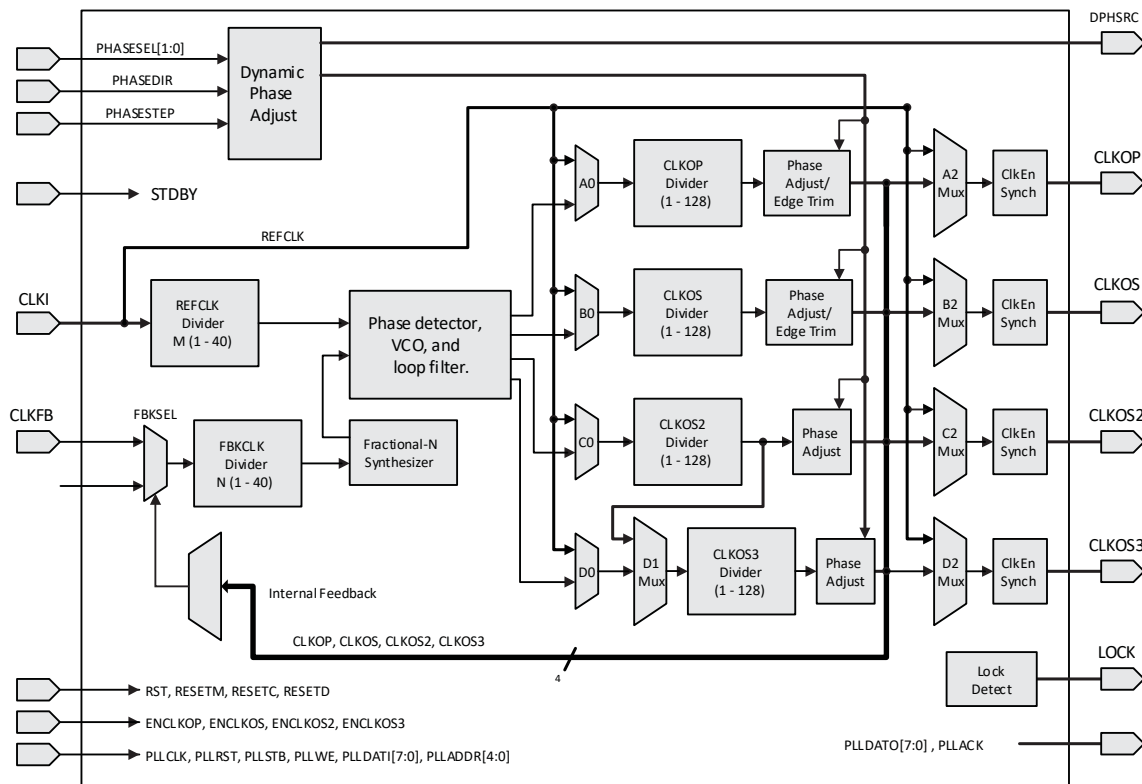 DPHSRC
PHASESEL[1:0]
PHASEDIR
PHASESTEP
Dynamic
Phase
Adjust
STDBY
REFCLK
CLKI
REFCLK
Divider
M (1 - 40)
Phase detector,
VCO, and
loop filter.
CLKFB
FBKSEL
FBKCLK
Divider
N (1 - 40)
Fractional-N
Synthesizer
A0
CLKOP
Divider
(1 - 128)
Phase
Adjust/
Edge Trim
A2
Mux
ClkEn
Synch
CLKOP
B0
CLKOS
Divider
(1 - 128)
Phase
Adjust/
Edge Trim
B2
Mux
ClkEn
Synch
CLKOS
C0
CLKOS2
Divider
(1 - 128)
Phase
Adjust
C2
Mux
ClkEn
Synch
CLKOS2
D0
D1
Mux
CLKOS3
Divider
(1 - 128)
Phase
Adjust
D2
Mux
ClkEn
Synch
CLKOS3
Internal Feedback
CLKOP, CLKOS, CLKOS2, CLKOS3
4
Lock
Detect
LOCK
RST, RESETM, RESETC, RESETD
ENCLKOP, ENCLKOS, ENCLKOS2, ENCLKOS3
PLLCLK, PLLRST, PLLSTB, PLLWE, PLLDATI[7:0], PLLADDR[4:0]
PLLDATO[7:0] , PLLACK